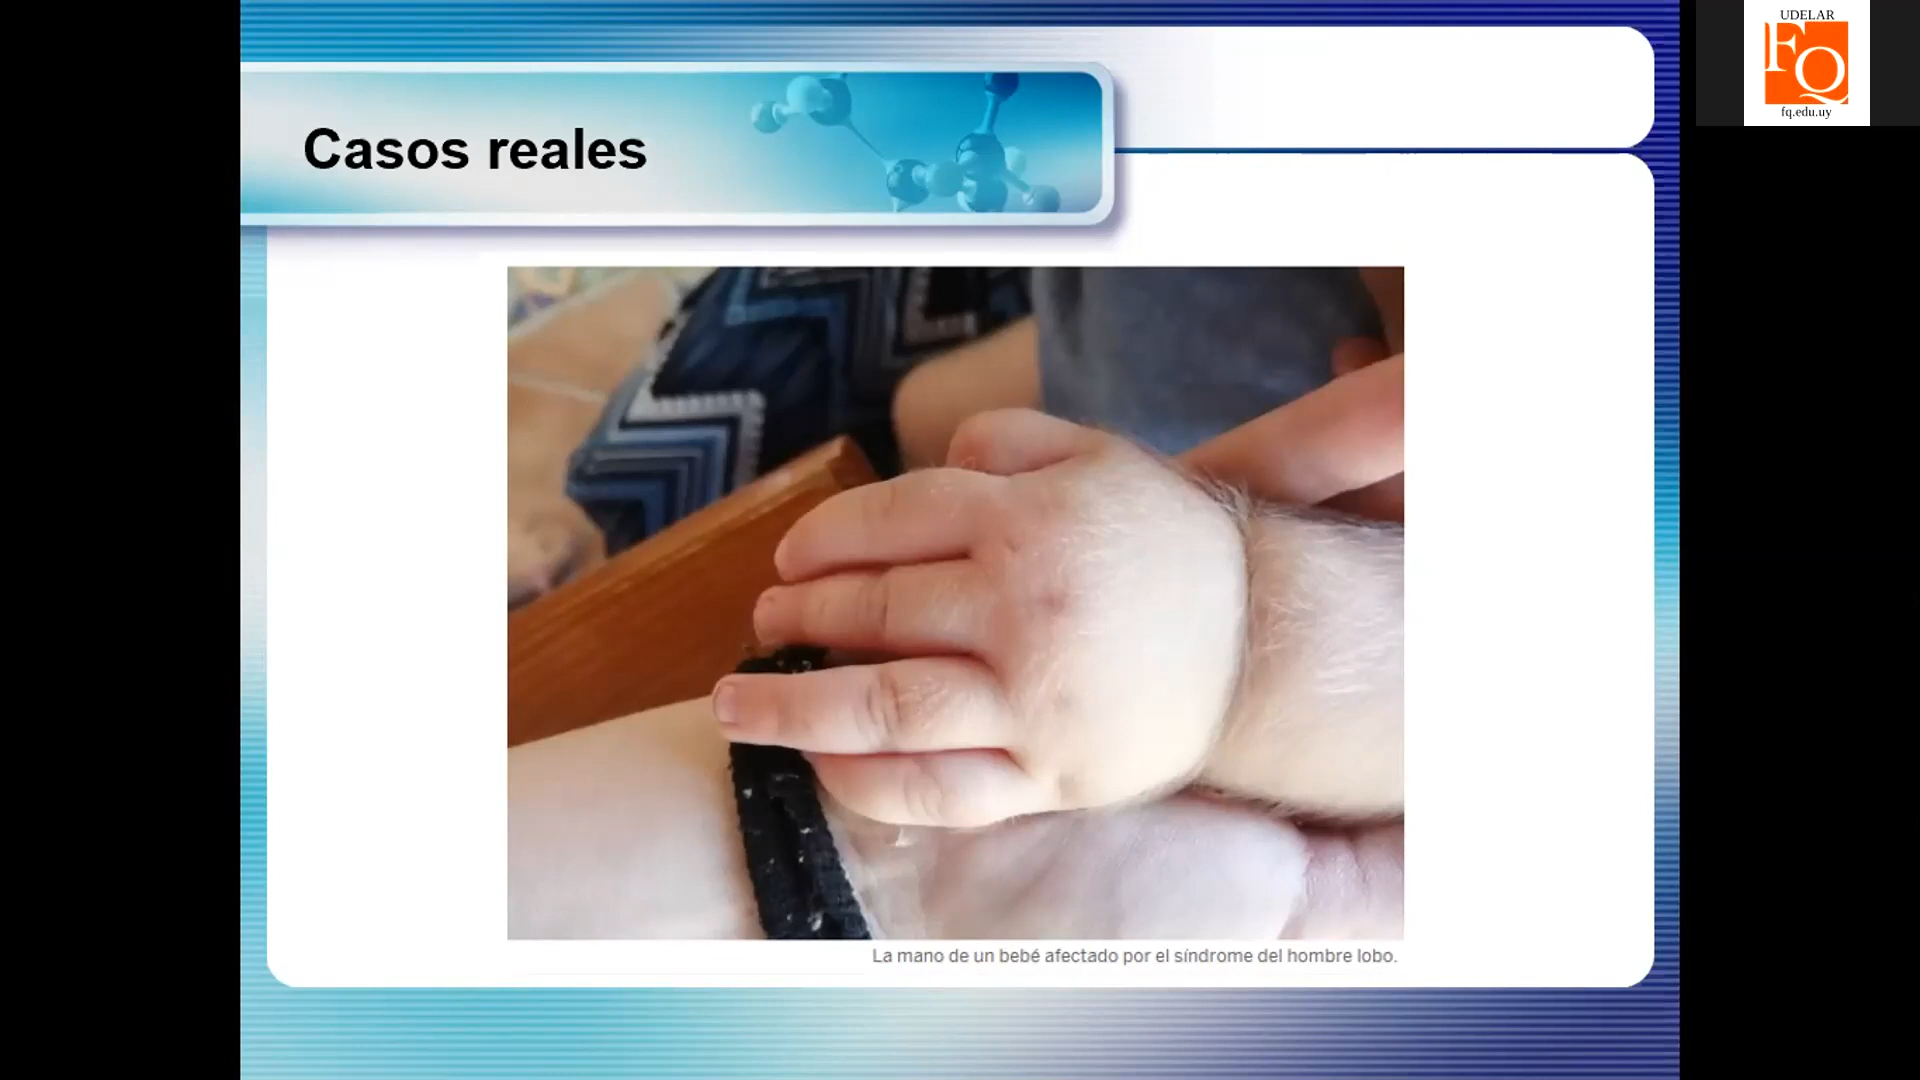 UDELAR
FQ
fq.edu.uy
Casos reales
La mano de un bebé afectado por el síndrome del hombre lobo.